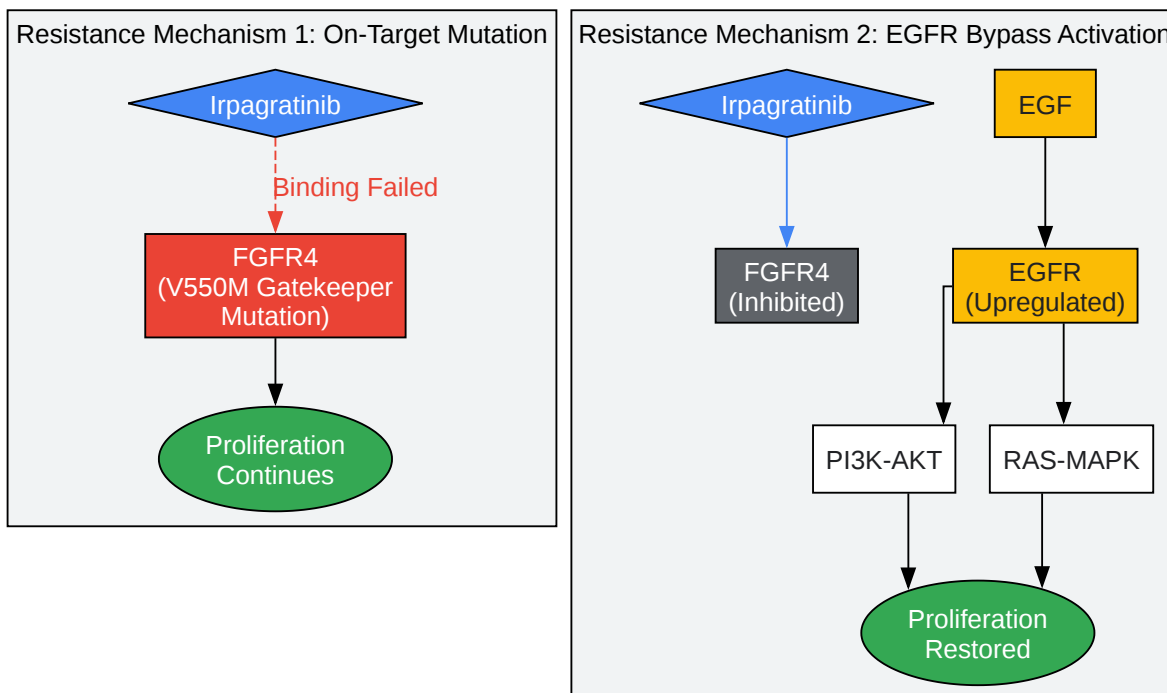 Resistance Mechanism 1: On-Target Mutation
Irpagratinib
Binding Failed
FGFR4
(V550M Gatekeeper
Mutation)
Proliferation
Continues
Resistance Mechanism 2: EGFR Bypass Activation
Irpagratinib
EGF
FGFR4
(Inhibited)
EGFR
(Upregulated)
PI3K-AKT
RAS-MAPK
Proliferation
Restored